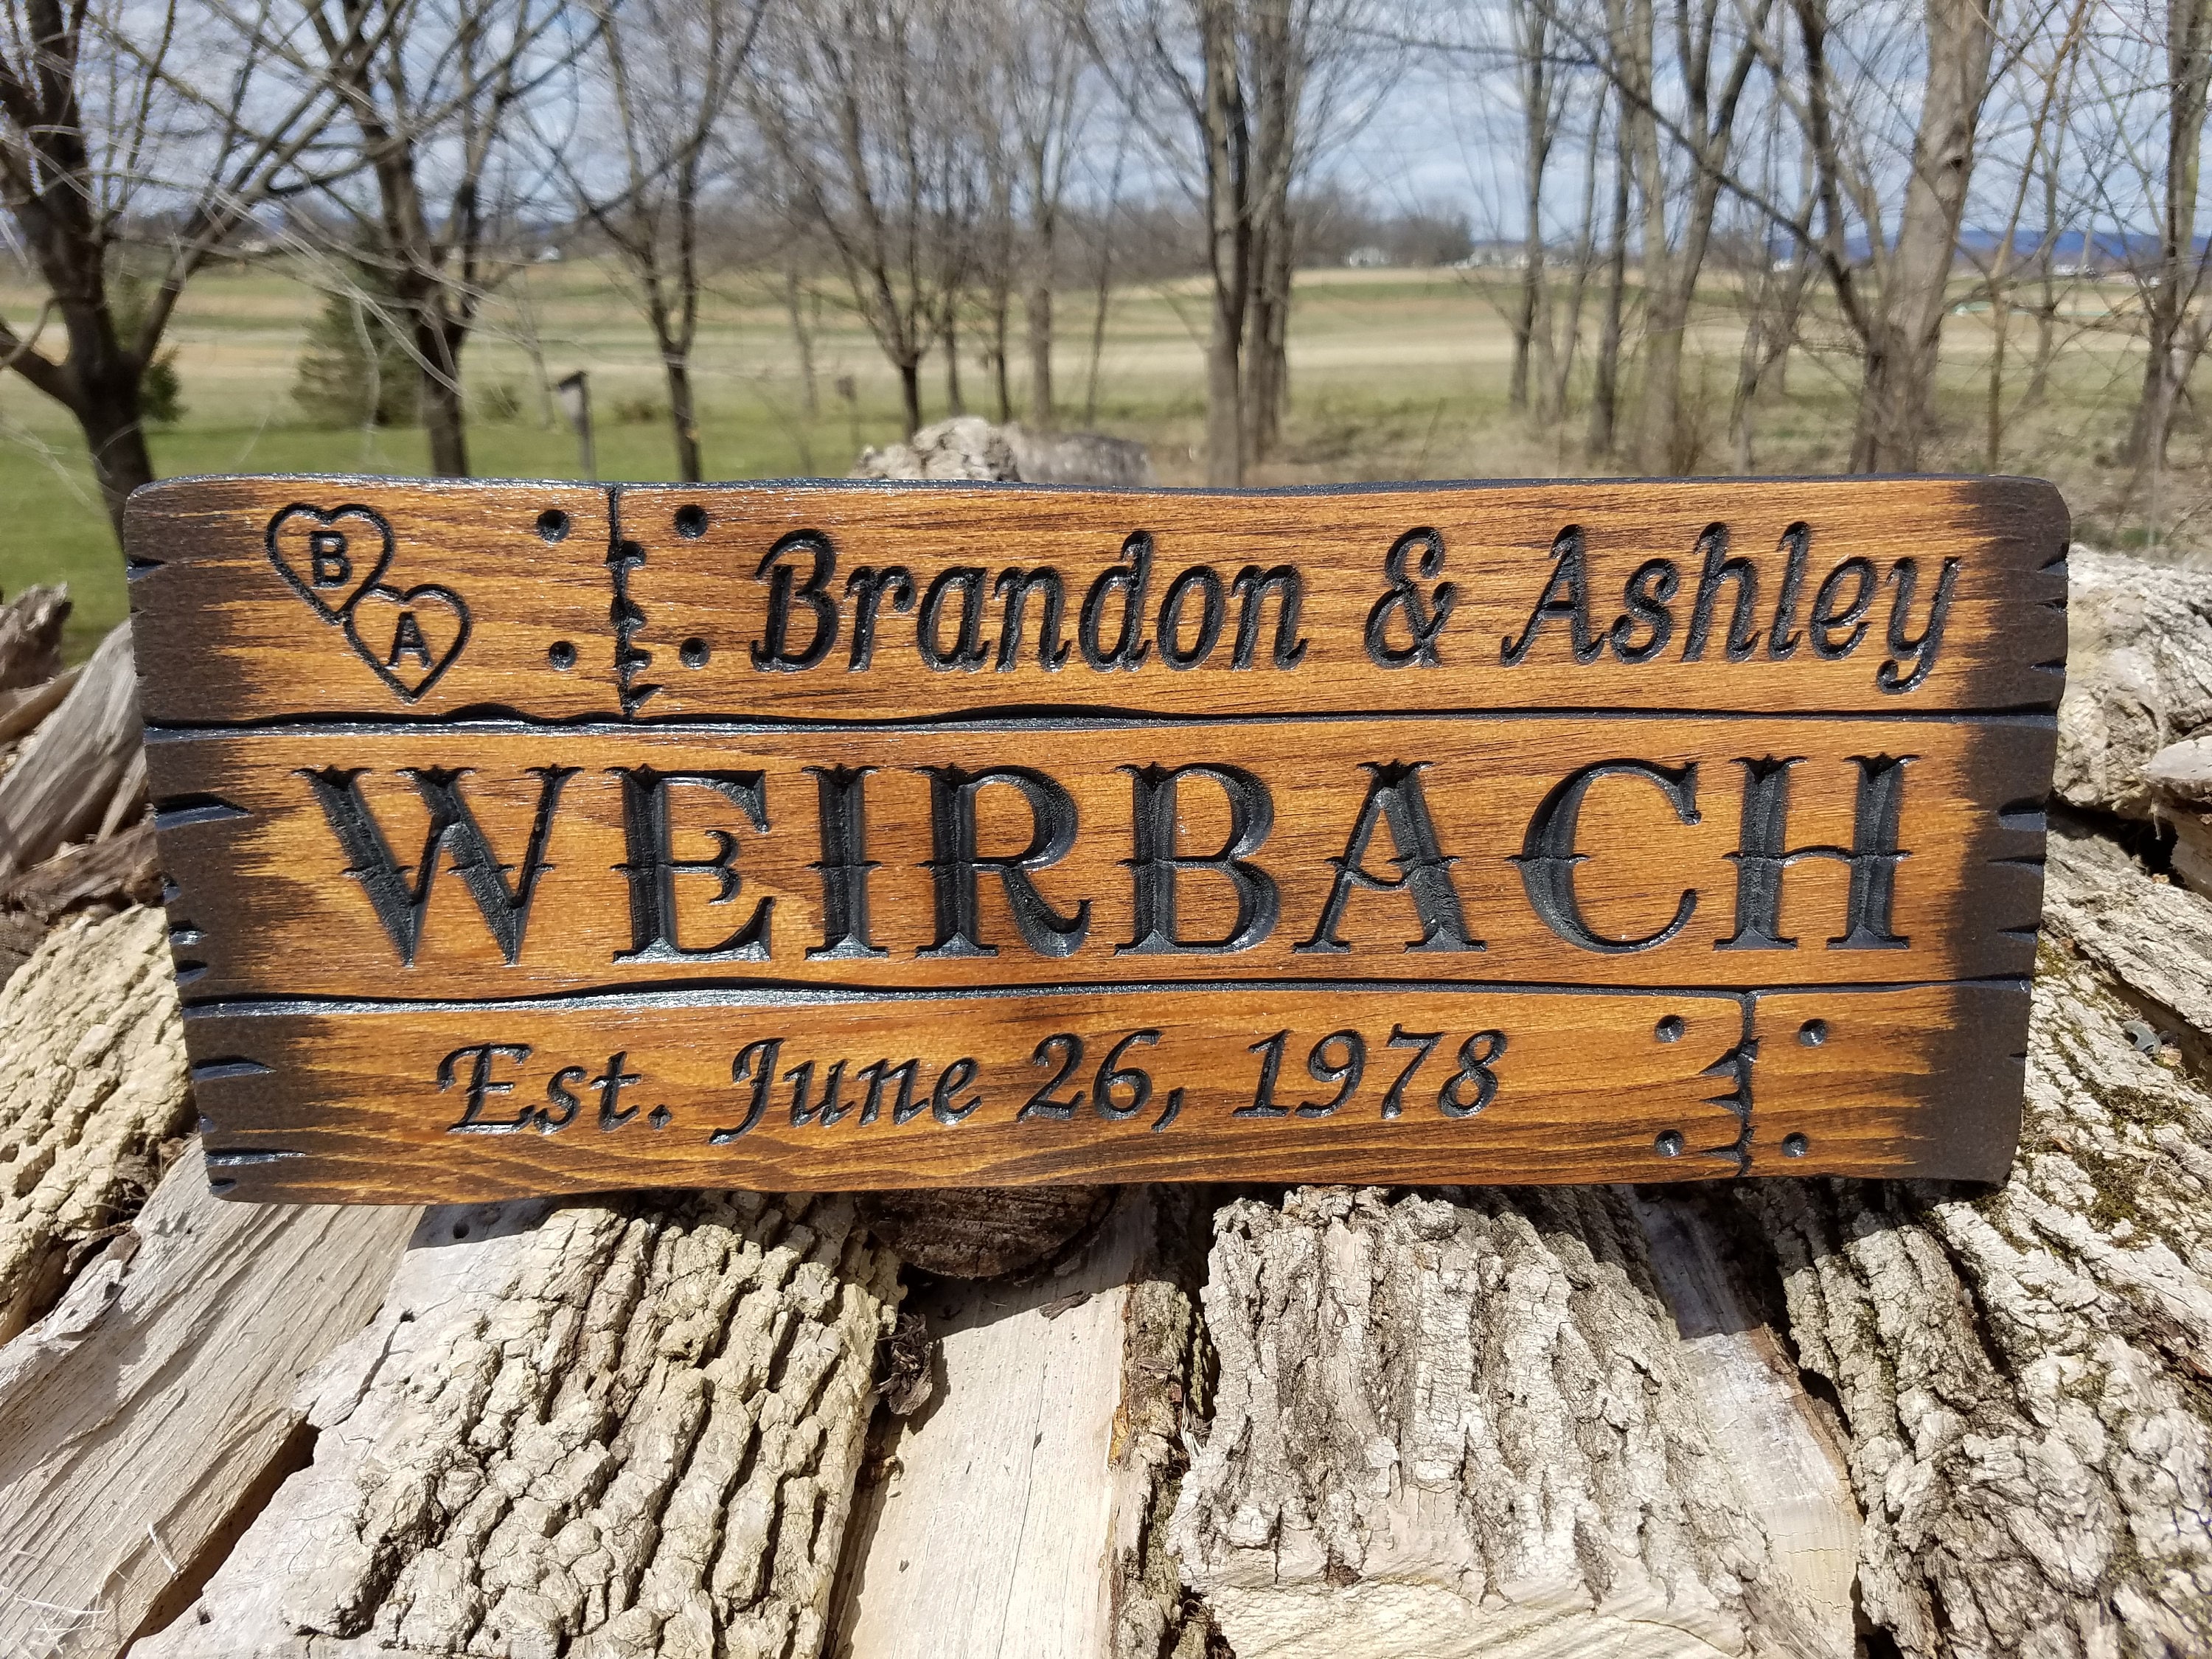 B
A
Brandon & Ashley
WEIRBACH
Est. June 26, 1978